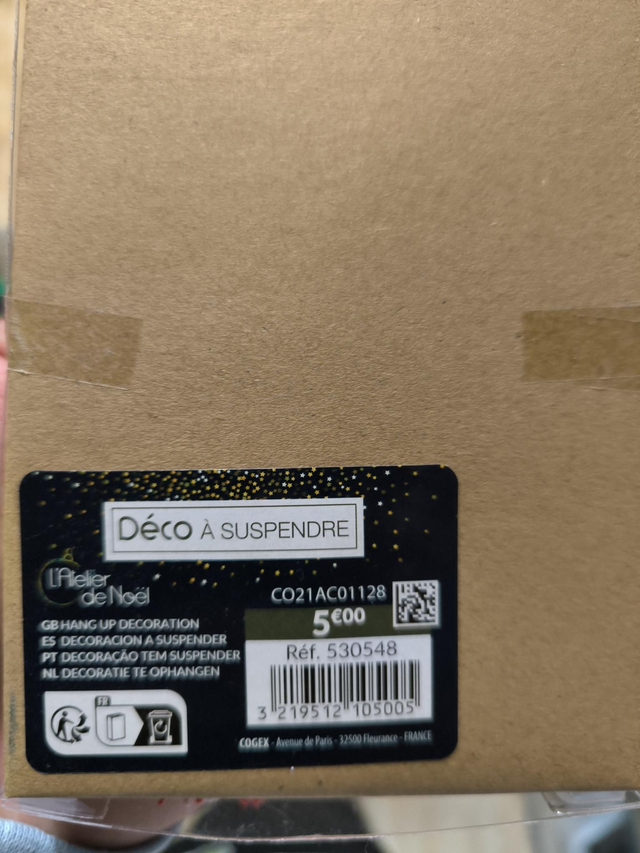 Déco À SUSPENDRE
L'Atelier
de Noël
CO21AC01128
5€00
GB HANG UP DECORATION
ES DECORACION A SUSPENDER
PT DECORAÇÃO TEM SUSPENDER
NL DECORATIE TE OPHANGEN
Réf. 530548
3 219512 105005
FR
COGEX - Avenue de Paris - 32500 Fleurance - FRANCE